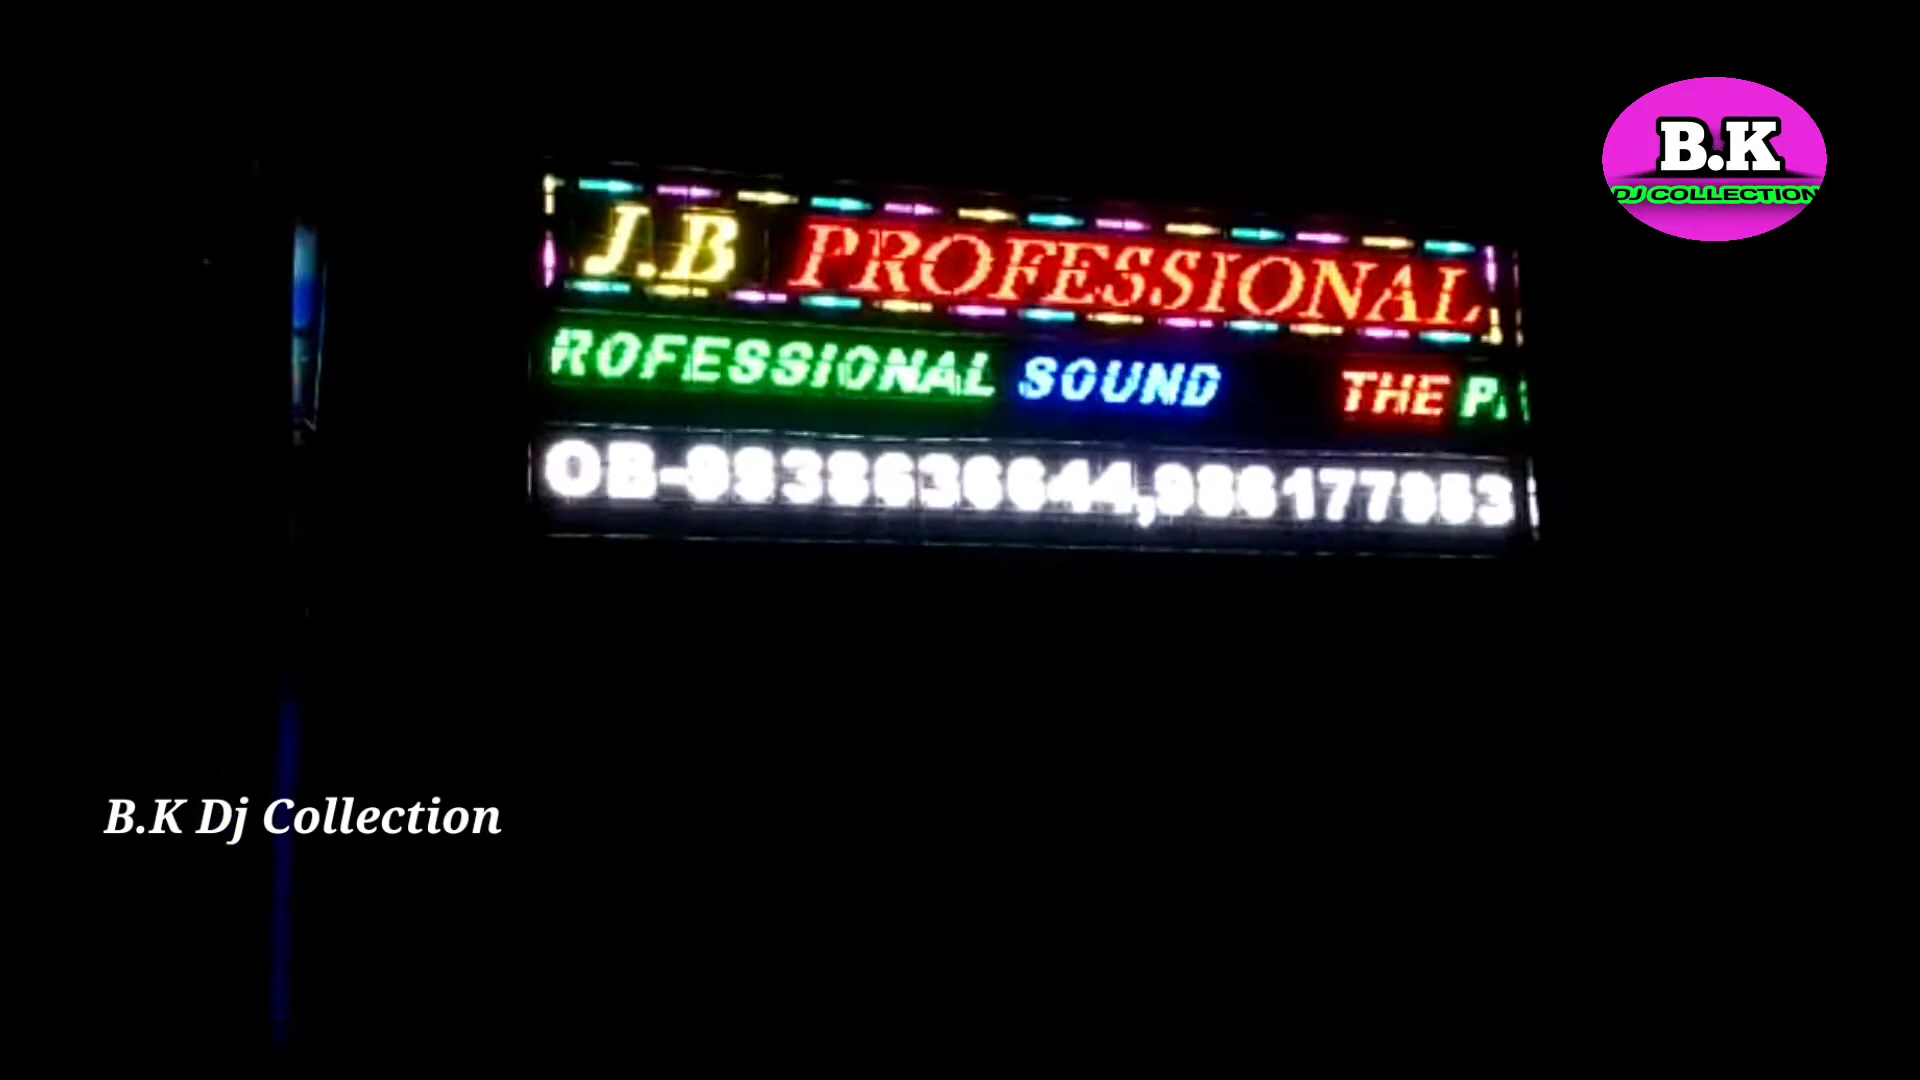 B.K
DJ COLLECTION
J.B PROFESSIONAL
ROFESSIONAL SOUND THE
B.K Dj Collection